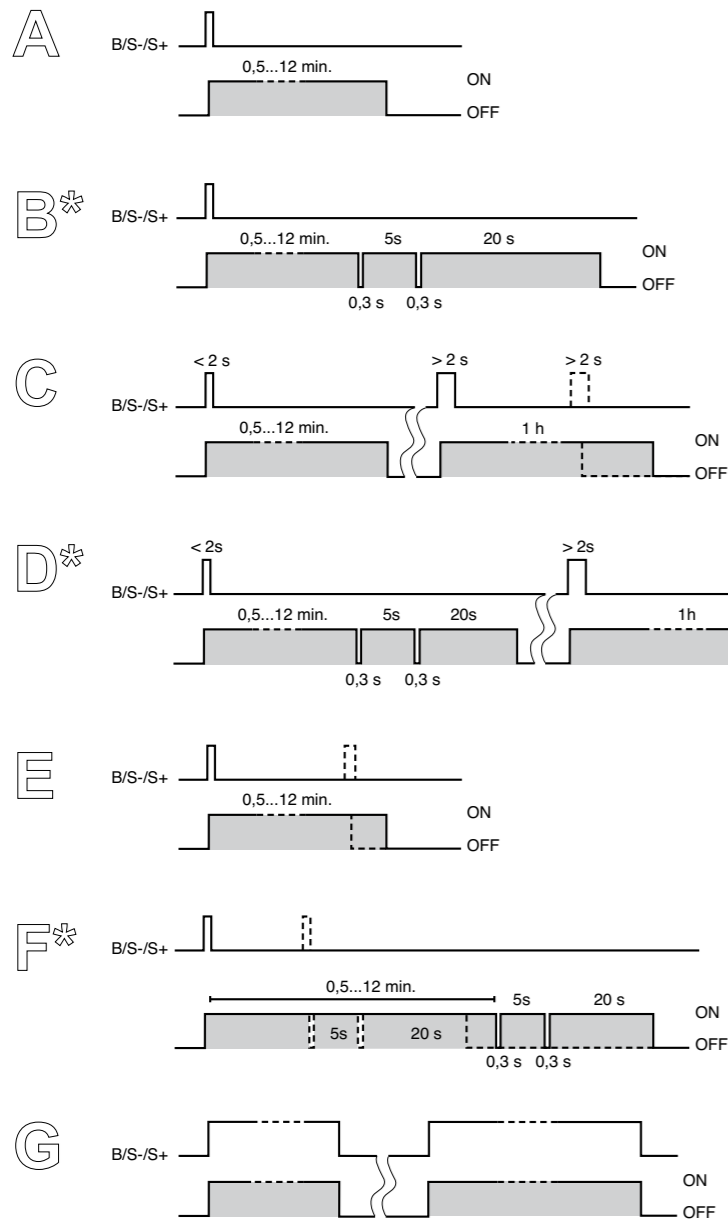 A
B/S-/S+
0,5...12 min.
ON
OFF
B*
B/S-/S+
0,5...12 min. 5s 20 s
ON
OFF
0,3 s 0,3 s
C
< 2 s > 2 s > 2 s
B/S-/S+
0,5...12 min. 1 h
ON
OFF
D*
< 2s > 2s
B/S-/S+
0,5...12 min. 5s 20s 1h
0,3 s 0,3 s
E
B/S-/S+
0,5...12 min.
ON
OFF
F*
B/S-/S+
0,5...12 min. 5s 20 s
ON
5s 20 s
OFF
0,3 s 0,3 s
G
B/S-/S+
ON
OFF